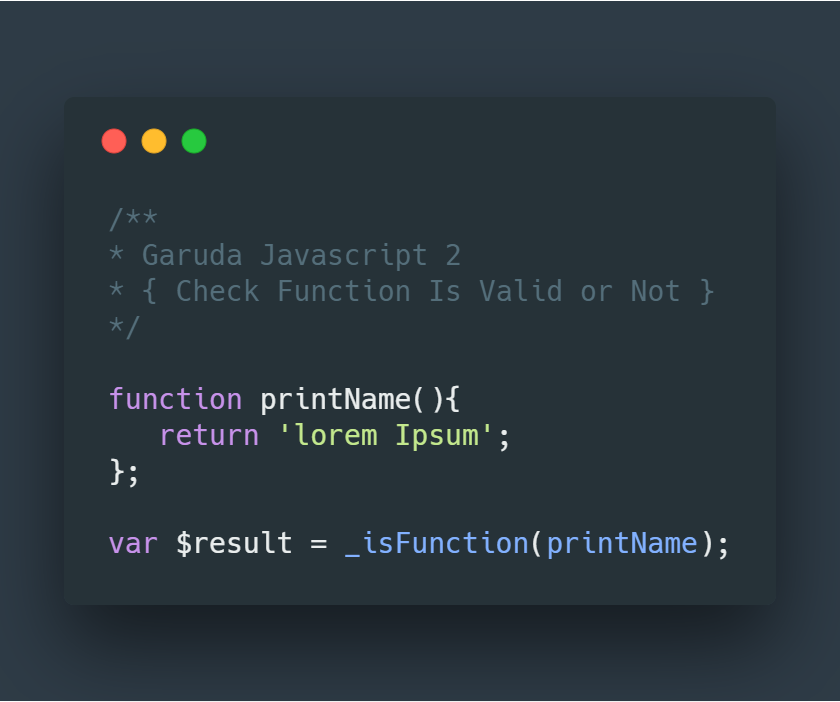 /**
* Garuda Javascript 2
* { Check Function Is Valid or Not }
*/
function printName(){
return 'lorem Ipsum';
};
var $result = _isFunction(printName);